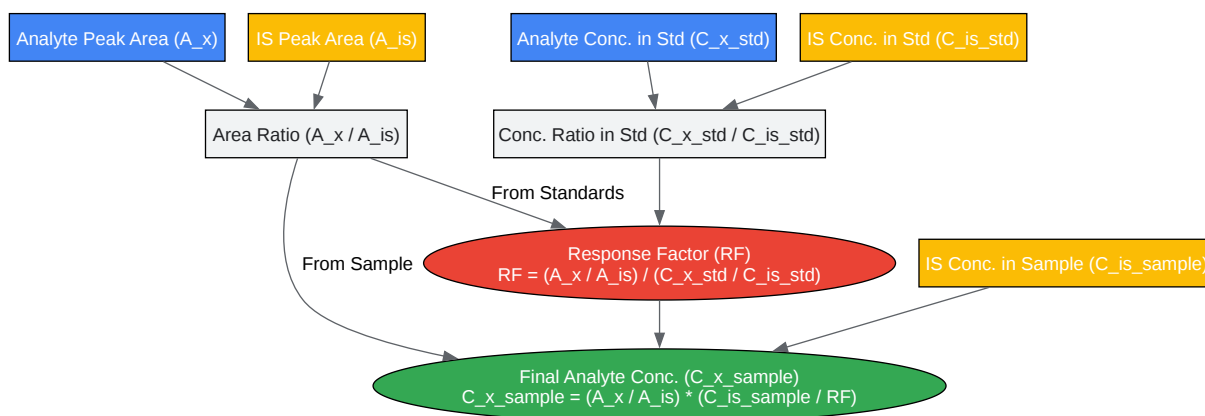 Analyte Peak Area (A_x)
IS Peak Area (A_is)
Analyte Conc. in Std (C_x_std)
IS Conc. in Std (C_is_std)
Area Ratio (A_x / A_is)
Conc. Ratio in Std (C_x_std / C_is_std)
From Standards
From Sample
Response Factor (RF)
RF = (A_x / A_is) / (C_x_std / C_is_std)
IS Conc. in Sample (C_is_sample)
Final Analyte Conc. (C_x_sample)
C_x_sample = (A_x / A_is) * (C_is_sample / RF)